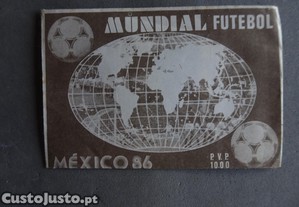 MUNDIAL FUTEBOL
MÉXICO 86
P.V.P.
10$00
CustoJusto.pt